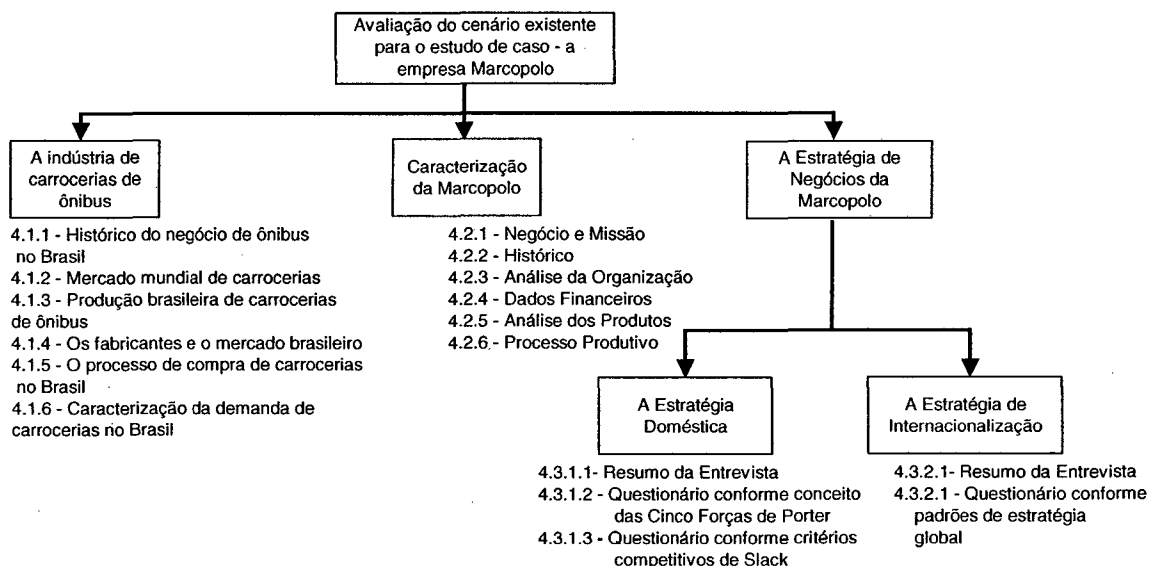 Avaliação do cenário existente
para o estudo de caso - a
empresa Marcopolo
A indústria de
carrocerias de
ônibus
4.1.1 - Histórico do negócio de ônibus
no Brasil
4.1.2 - Mercado mundial de carrocerias
4.1.3 - Produção brasileira de carrocerias
de ônibus
4.1.4 - Os fabricantes e o mercado brasileiro
4.1.5 - O processo de compra de carrocerias
no Brasil
4.1.6 - Caracterização da demanda de
carrocerias no Brasil
Caracterização
da Marcopolo
4.2.1 - Negócio e Missão
4.2.2 - Histórico
4.2.3 - Análise da Organização
4.2.4 - Dados Financeiros
4.2.5 - Análise dos Produtos
4.2.6 - Processo Produtivo
A Estratégia de
Negócios da
Marcopolo
A Estratégia
Doméstica
4.3.1.1- Resumo da Entrevista
4.3.1.2 - Questionário conforme conceito
das Cinco Forças de Porter
4.3.1.3 - Questionário conforme critérios
competitivos de Slack
A Estratégia de
Internacionalização
4.3.2.1- Resumo da Entrevista
4.3.2.1 - Questionário conforme
padrões de estratégia
global